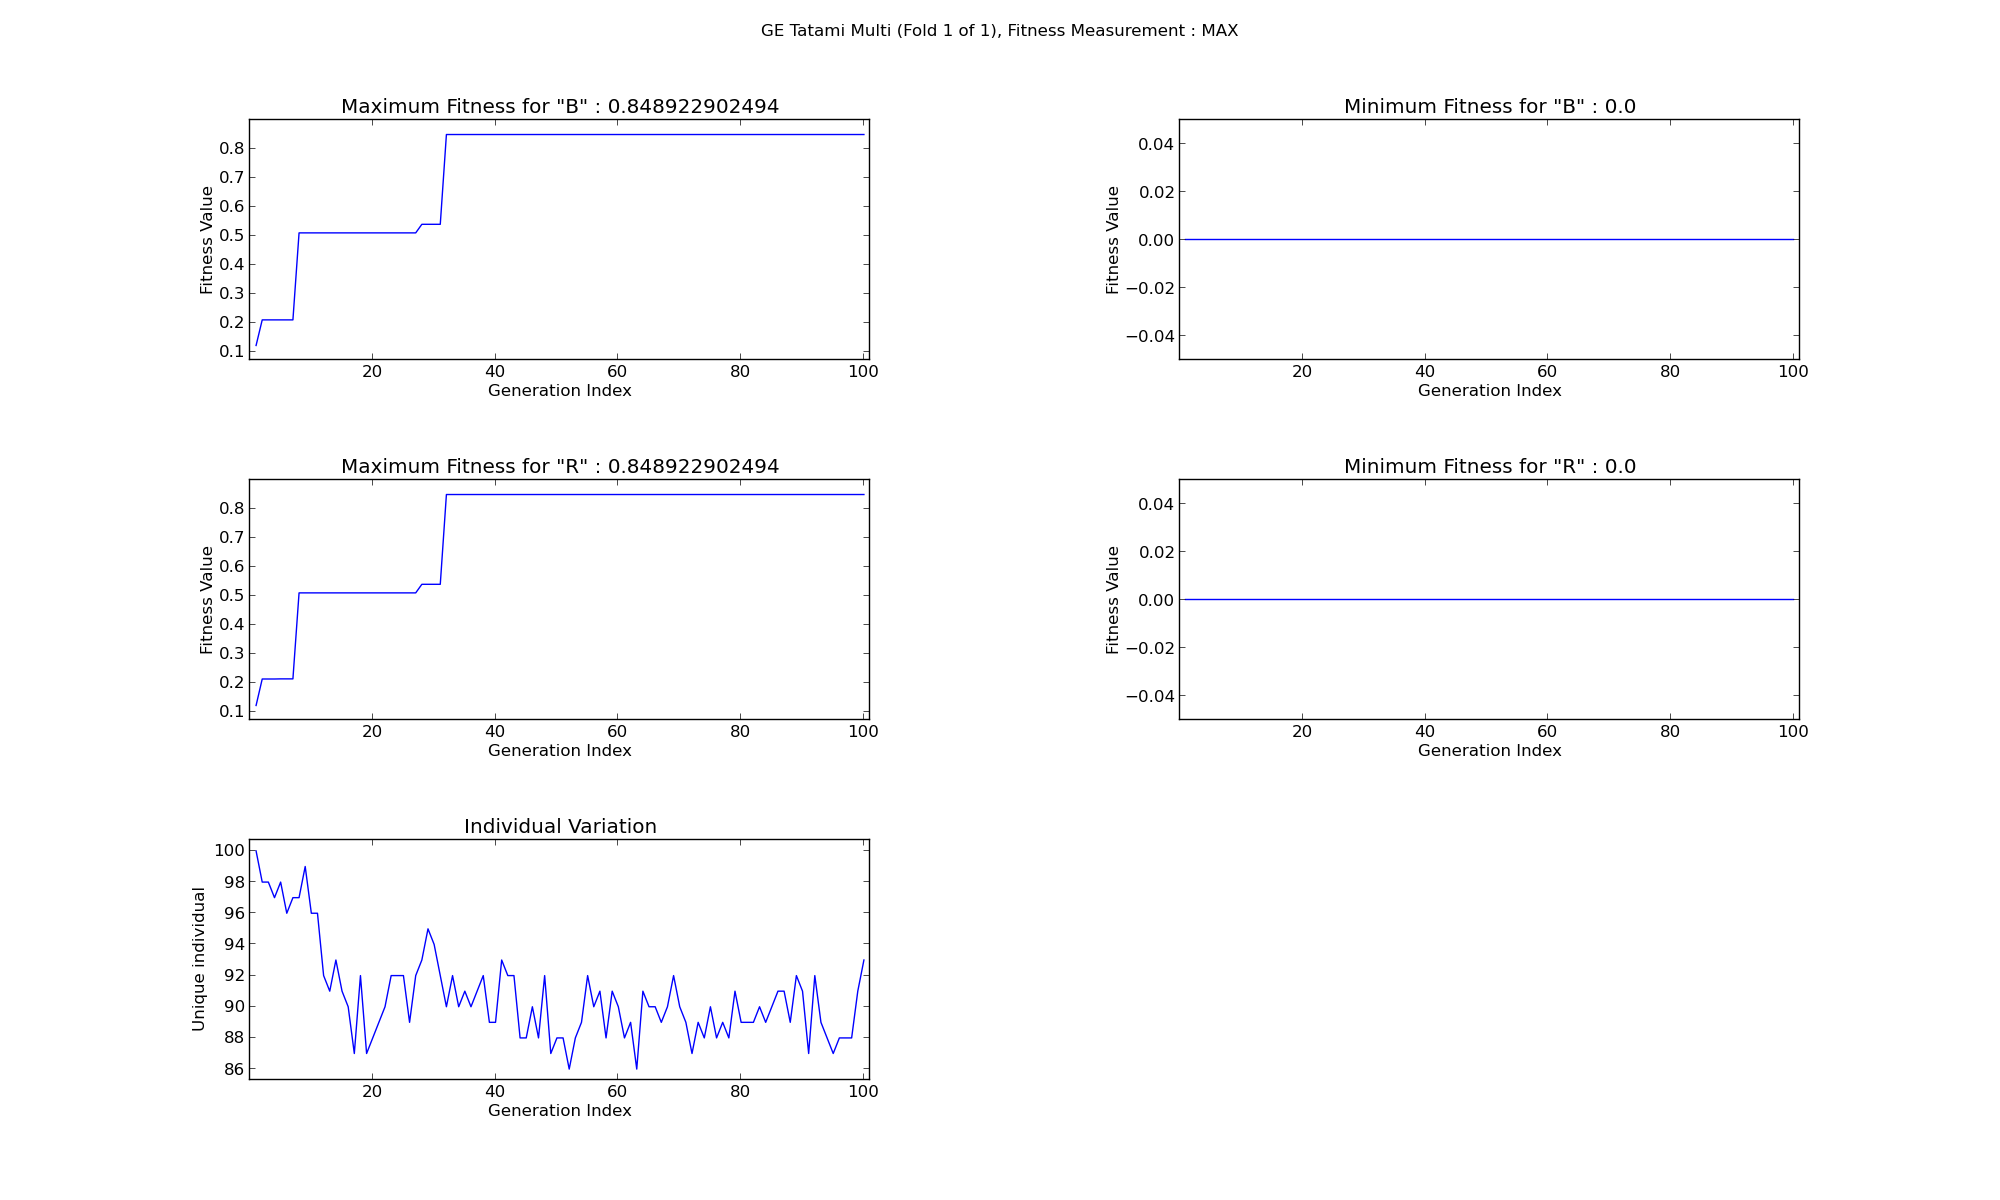 GE Tatami Multi (Fold 1 of 1), Fitness Measurement : MAX
Maximum Fitness for "B" : 0.848922902494
Fitness Value
0.8
0.7
0.6
0.5
0.4
0.3
0.2
0.1
20 40 60 80 100
Generation Index
Minimum Fitness for "B" : 0.0
Fitness Value
0.04
0.02
0.00
−0.02
−0.04
20 40 60 80 100
Generation Index
Maximum Fitness for "R" : 0.848922902494
Fitness Value
0.8
0.7
0.6
0.5
0.4
0.3
0.2
0.1
20 40 60 80 100
Generation Index
Minimum Fitness for "R" : 0.0
Fitness Value
0.04
0.02
0.00
−0.02
−0.04
20 40 60 80 100
Generation Index
Individual Variation
Unique individual
100
98
96
94
92
90
88
86
20 40 60 80 100
Generation Index